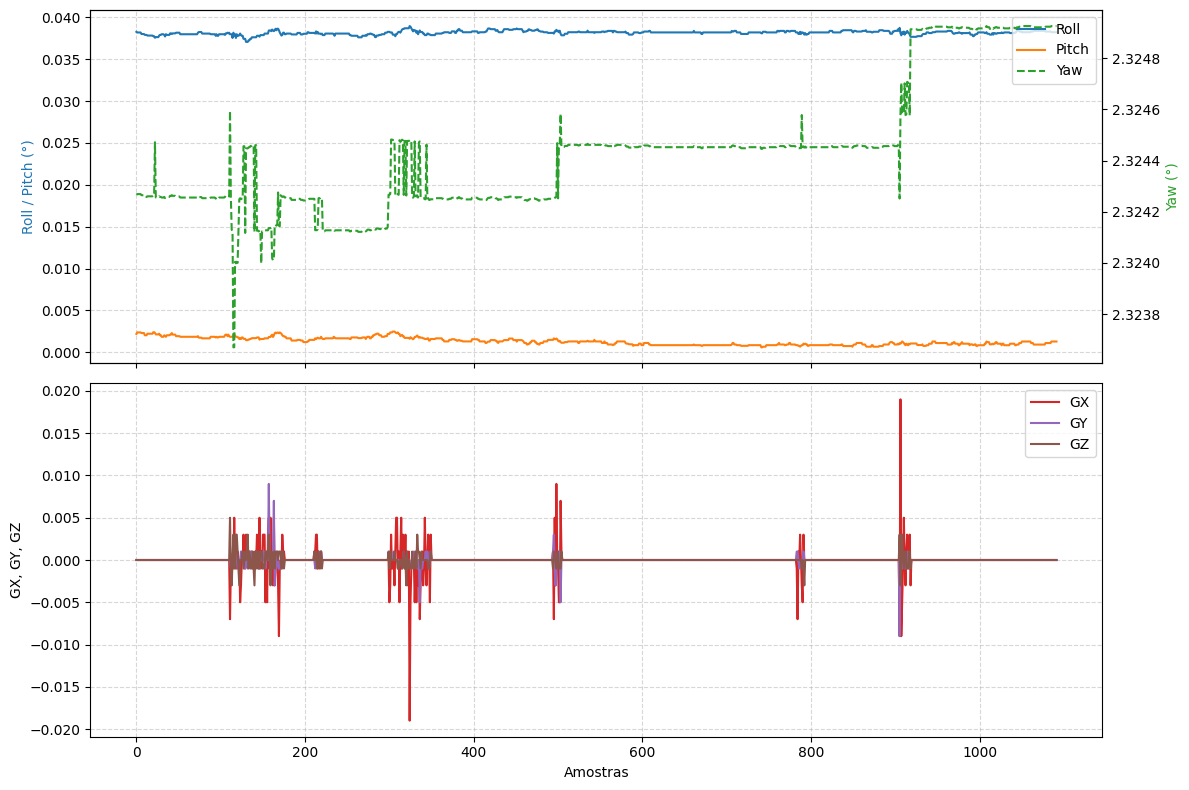 0.040
0.035
0.030
0.025
0.020
0.015
0.010
0.005
0.000
Roll / Pitch (°)
Roll
Pitch
Yaw
2.3248
2.3246
2.3244
2.3242
2.3240
2.3238
Yaw (°)
0.020
0.015
0.010
0.005
0.000
−0.005
−0.010
−0.015
−0.020
GX, GY, GZ
GX
GY
GZ
0 200 400 600 800 1000
Amostras